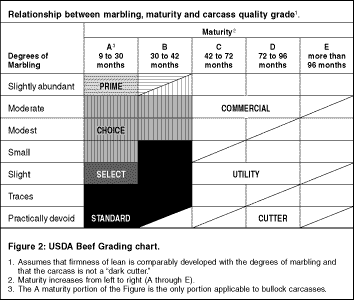 Relationship between marbling, maturity and carcass quality grade¹.
Maturity²
Degrees of
Marbling
A³
9 to 30
months
B
30 to 42
months
C
42 to 72
months
D
72 to 96
months
E
more than
96 months
Slightly abundant
PRIME
Moderate
COMMERCIAL
Modest
CHOICE
Small
Slight
SELECT
UTILITY
Traces
Practically devoid
STANDARD
CUTTER
Figure 2: USDA Beef Grading chart.
1. Assumes that firmness of lean is comparably developed with the degrees of marbling and
that the carcass is not a “dark cutter.”
2. Maturity increases from left to right (A through E).
3. The A maturity portion of the Figure is the only portion applicable to bullock carcasses.